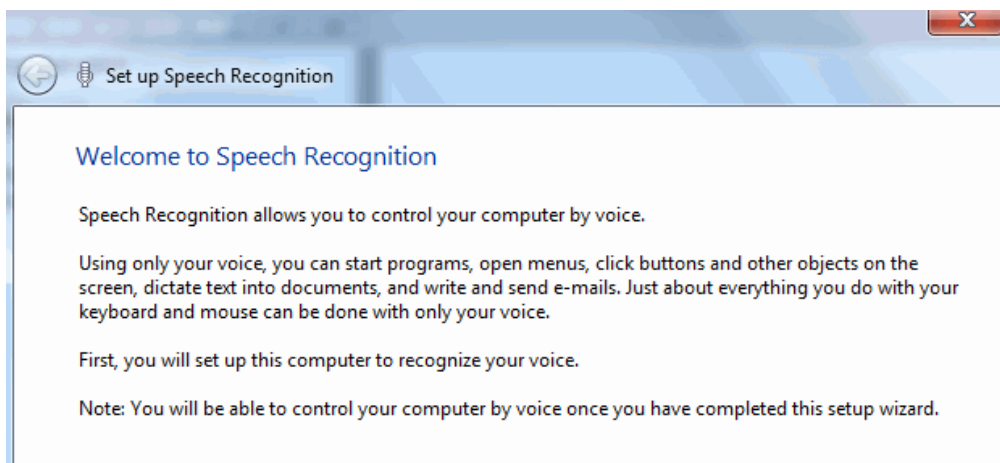 Set up Speech Recognition
Welcome to Speech Recognition
Speech Recognition allows you to control your computer by voice.
Using only your voice, you can start programs, open menus, click buttons and other objects on the
screen, dictate text into documents, and write and send e-mails. Just about everything you do with your
keyboard and mouse can be done with only your voice.
First, you will set up this computer to recognize your voice.
Note: You will be able to control your computer by voice once you have completed this setup wizard.